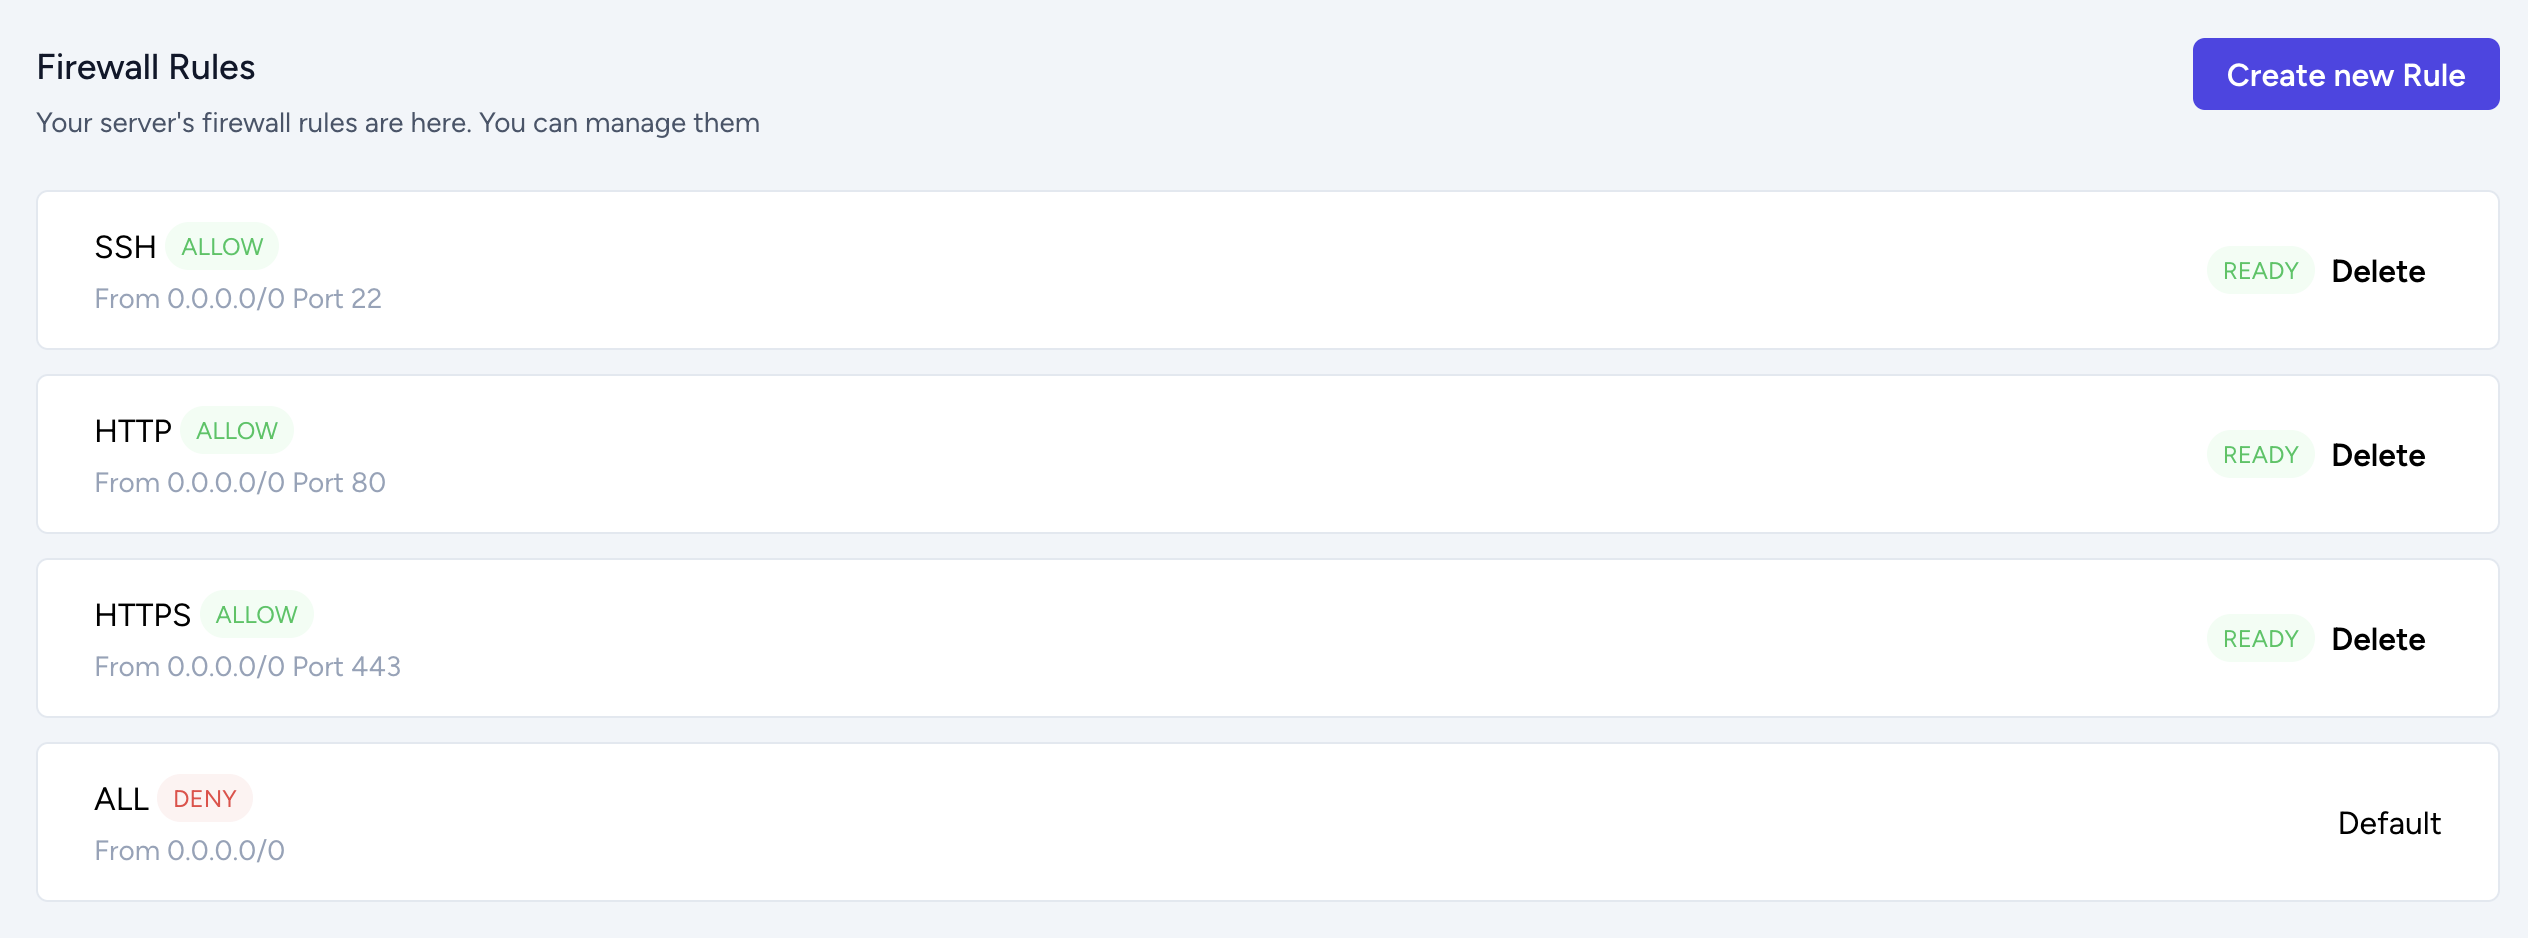 Firewall Rules
Create new Rule
Your server's firewall rules are here. You can manage them
SSH ALLOW
From 0.0.0.0/0 Port 22
READY Delete
HTTP ALLOW
From 0.0.0.0/0 Port 80
READY Delete
HTTPS ALLOW
From 0.0.0.0/0 Port 443
READY Delete
ALL DENY
From 0.0.0.0/0
Default